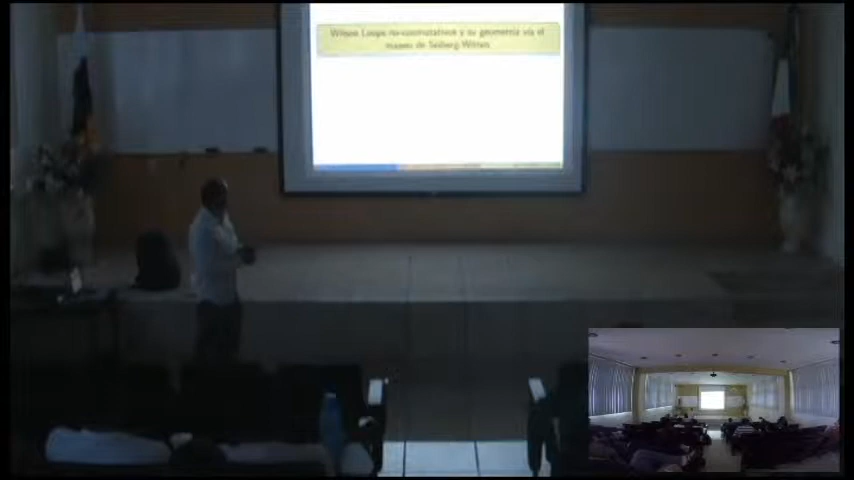 Wilson Loops no-conmutativos y su geometría vía el
mapeo de Seiberg-Witten